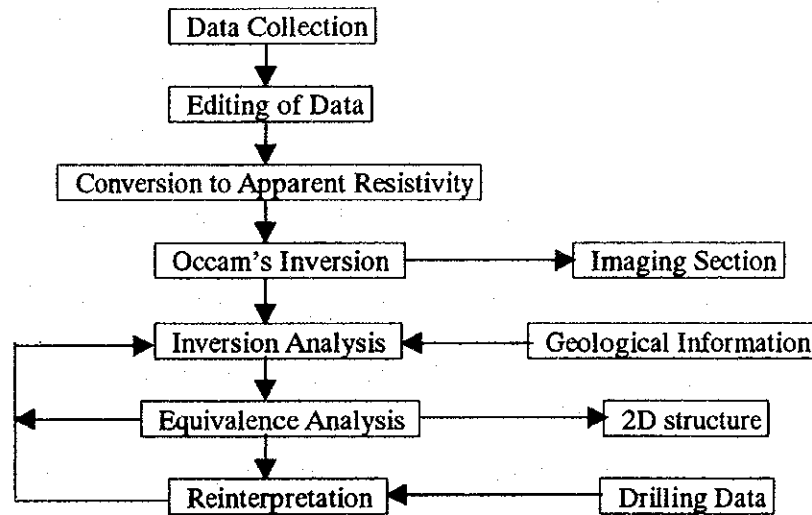 Data Collection
Editing of Data
Conversion to Apparent Resistivity
Occam's Inversion
Imaging Section
Inversion Analysis
Geological Information
Equivalence Analysis
2D structure
Reinterpretation
Drilling Data